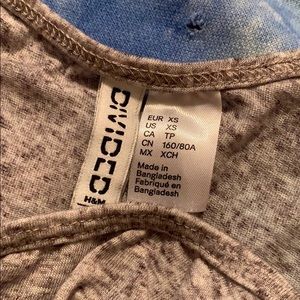 DIVIDED
H&M
EUR XS
US XS
CA TP
CN 160/80A
MX XCH
Made in
Bangladesh
Fabriqué en
Bangladesh